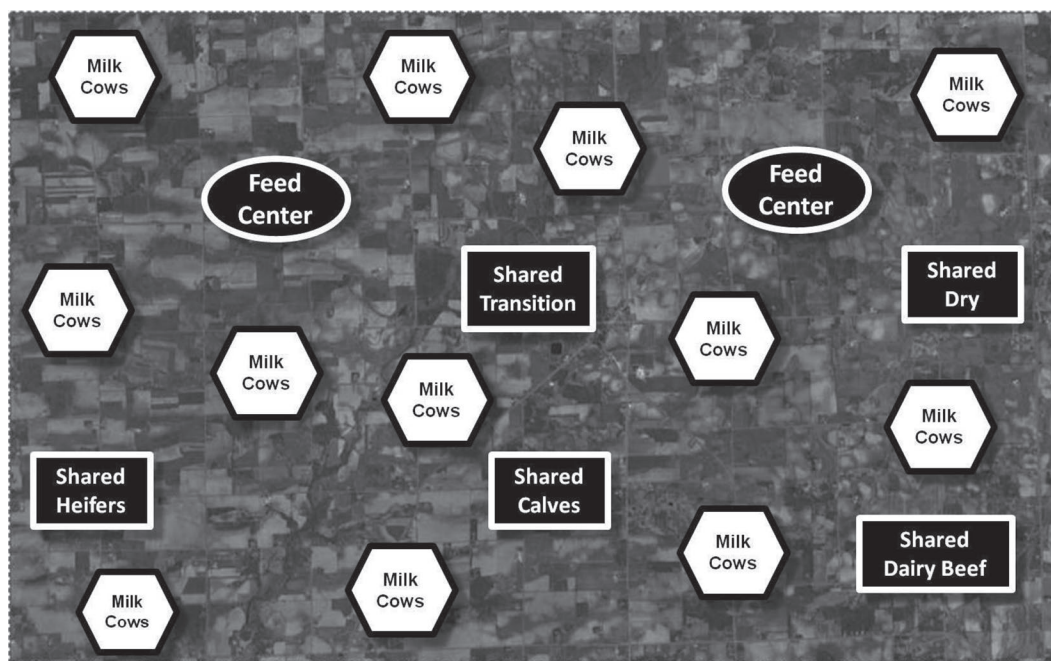 Milk
Cows
Milk
Cows
Milk
Cows
Milk
Cows
Feed
Center
Feed
Center
Shared
Transition
Shared
Dry
Milk
Cows
Milk
Cows
Milk
Cows
Milk
Cows
Milk
Cows
Shared
Heifers
Shared
Calves
Milk
Cows
Shared
Dairy Beef
Milk
Cows
Milk
Cows